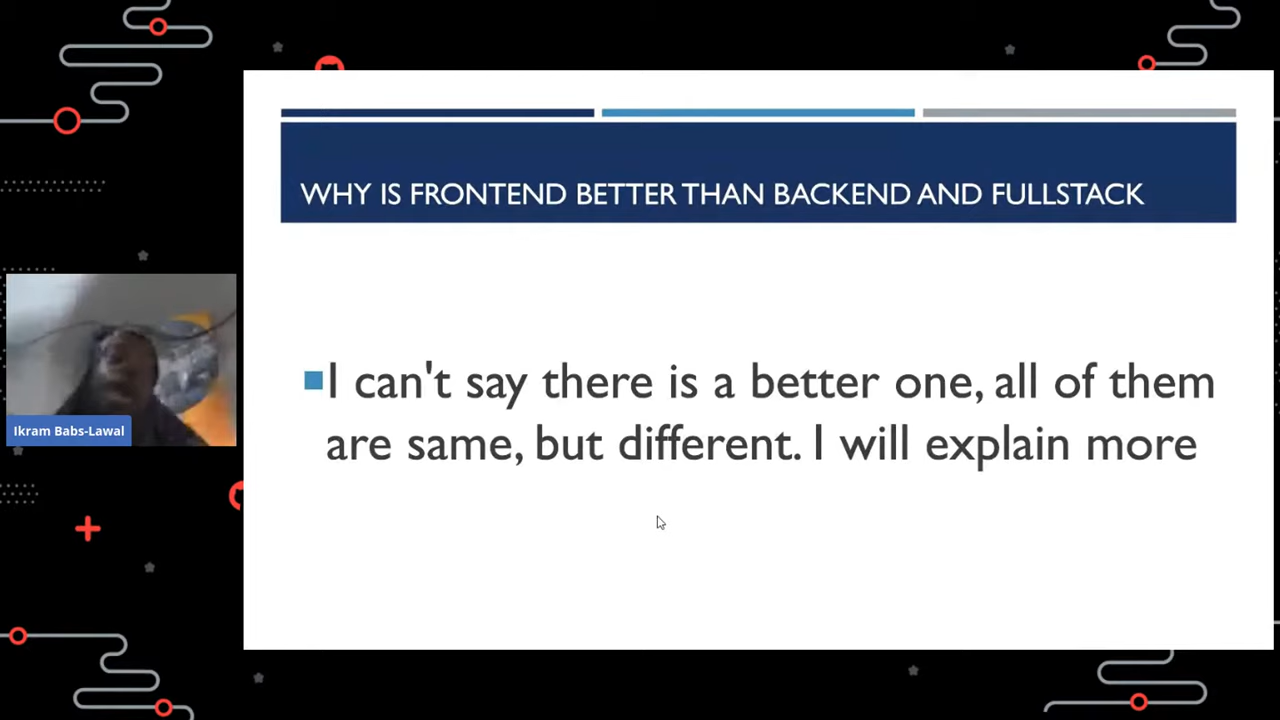 WHY IS FRONTEND BETTER THAN BACKEND AND FULLSTACK
I can't say there is a better one, all of them
are same, but different. I will explain more
Ikram Babs-Lawal